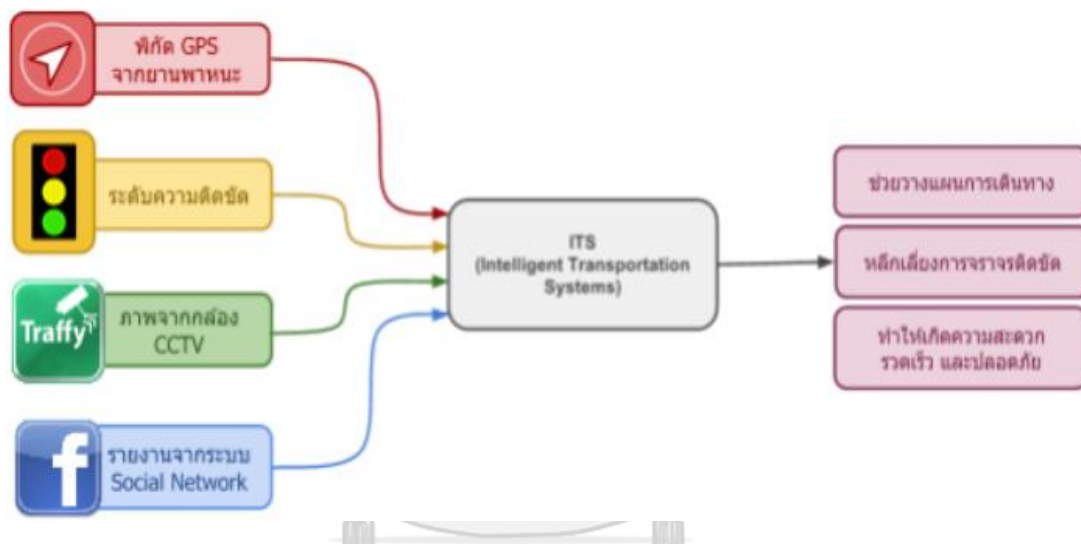 พิกัด GPS
จากยานพาหนะ
ระดับความติดขัด
Traffy
ภาพจากกล้อง
CCTV
f
รายงานจากระบบ
Social Network
ITS
(Intelligent Transportation
Systems)
ช่วยวางแผนการเดินทาง
หลีกเลี่ยงการจราจรติดขัด
ทำให้เกิดความสะดวก
รวดเร็ว และปลอดภัย